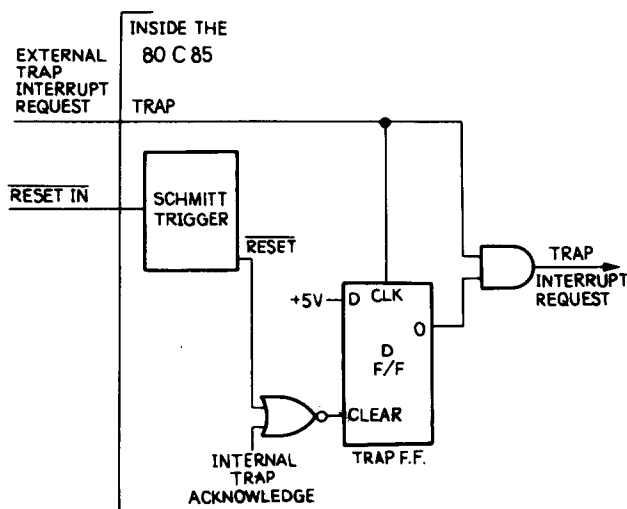 INSIDE THE
80 C 85
EXTERNAL
TRAP
INTERRUPT
REQUEST
TRAP
RESET IN
SCHMITT
TRIGGER
RESET
+5V
D CLK
O
D
F/F
CLEAR
TRAP F.F.
TRAP
INTERRUPT
REQUEST
INTERNAL
TRAP
ACKNOWLEDGE